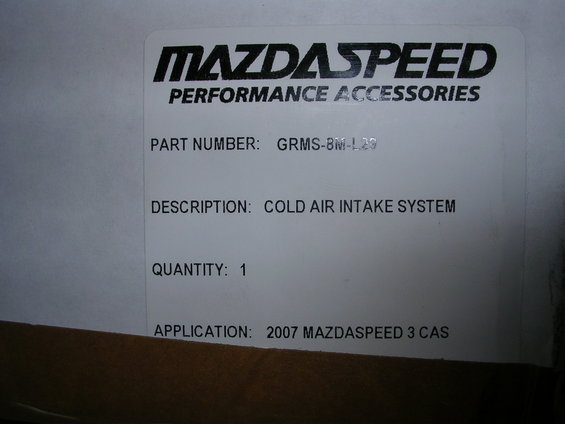 MAZDASPEED
PERFORMANCE ACCESSORIES
PART NUMBER: GRMS-8M-L29
DESCRIPTION: COLD AIR INTAKE SYSTEM
QUANTITY: 1
APPLICATION: 2007 MAZDASPEED 3 CAS